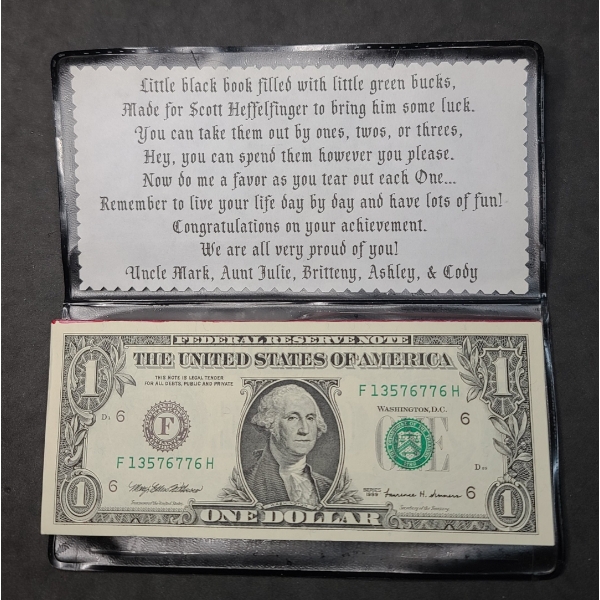 Little black book filled with little green bucks,
Made for Scott Heffelfinger to bring him some luck.
You can take them out by ones, twos, or threes,
Hey, you can spend them however you please.
Now do me a favor as you tear out each One...
Remember to live your life day by day and have lots of fun!
Congratulations on your achievement.
We are all very proud of you!
Uncle Mark, Aunt Julie, Britteny, Ashley, & Cody
FEDERAL RESERVE NOTE
THE UNITED STATES OF AMERICA
THIS NOTE IS LEGAL TENDER
FOR ALL DEBTS, PUBLIC AND PRIVATE
F 13576776 H
WASHINGTON, D.C.
6
6
F
ONE
F 13576776 H
6
6
SERIES
1999
Secretary of the Treasury
ONE DOLLAR
1
1
1
1